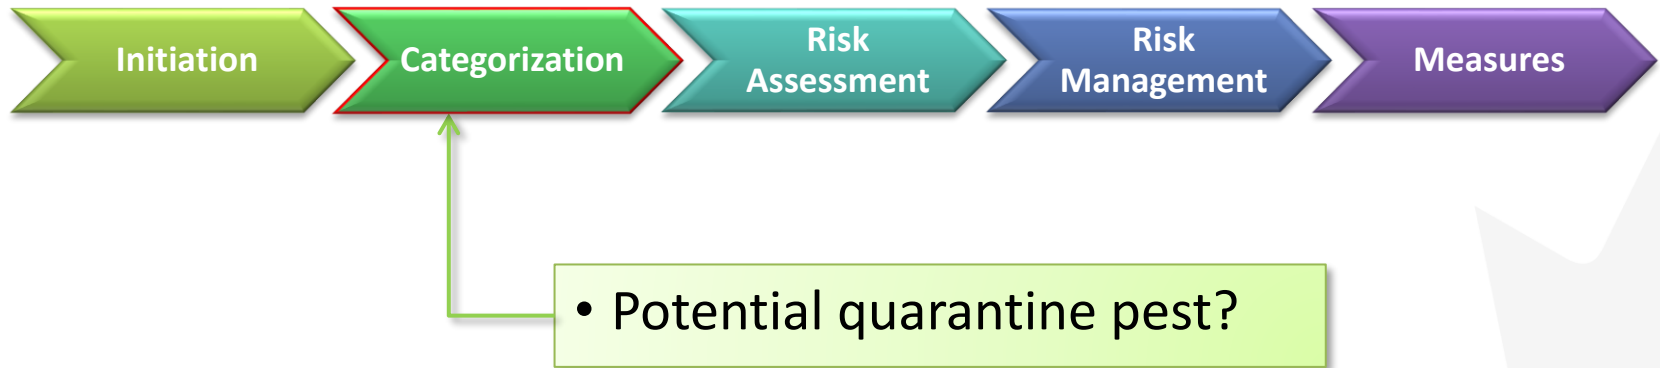 Initiation
Categorization
Risk
Assessment
Risk
Management
Measures
• Potential quarantine pest?